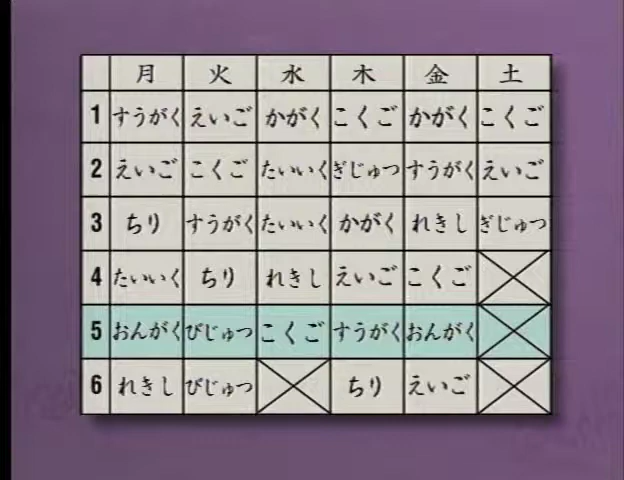 月 火 水 木 金 土
1 すうがく えいご かがく こくご かがく こくご
2 えいご こくご たいいく ぎじゅつ すうがく えいご
3 ちり すうがく たいいく かがく れきし ぎじゅつ
4 たいいく ちり れきし えいご こくご
5 おんがく びじゅつ こくご すうがく おんがく
6 れきし びじゅつ ちり えいご